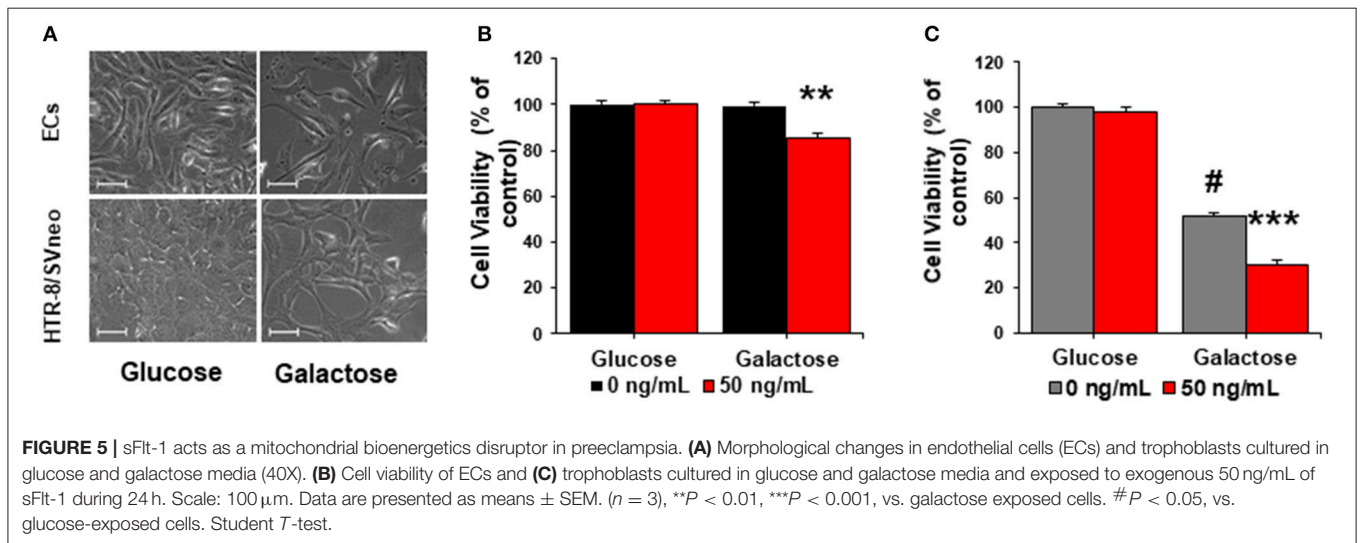 A
ECs
HTR-8/SVneo
Glucose Galactose
B
Cell Viability (% of
control)
120
100
80
60
40
20
0
**
Glucose Galactose
0 ng/mL 50 ng/mL
C
Cell Viability (% of
control)
120
100
80
60
40
20
0
#
***
Glucose Galactose
0 ng/mL 50 ng/mL
FIGURE 5 | sFlt-1 acts as a mitochondrial bioenergetics disruptor in preeclampsia. (A) Morphological changes in endothelial cells (ECs) and trophoblasts cultured in
glucose and galactose media (40X). (B) Cell viability of ECs and (C) trophoblasts cultured in glucose and galactose media and exposed to exogenous 50 ng/mL of
sFlt-1 during 24 h. Scale: 100 μm. Data are presented as means ± SEM. (n = 3), **P < 0.01, ***P < 0.001, vs. galactose exposed cells. #P < 0.05, vs.
glucose-exposed cells. Student T-test.